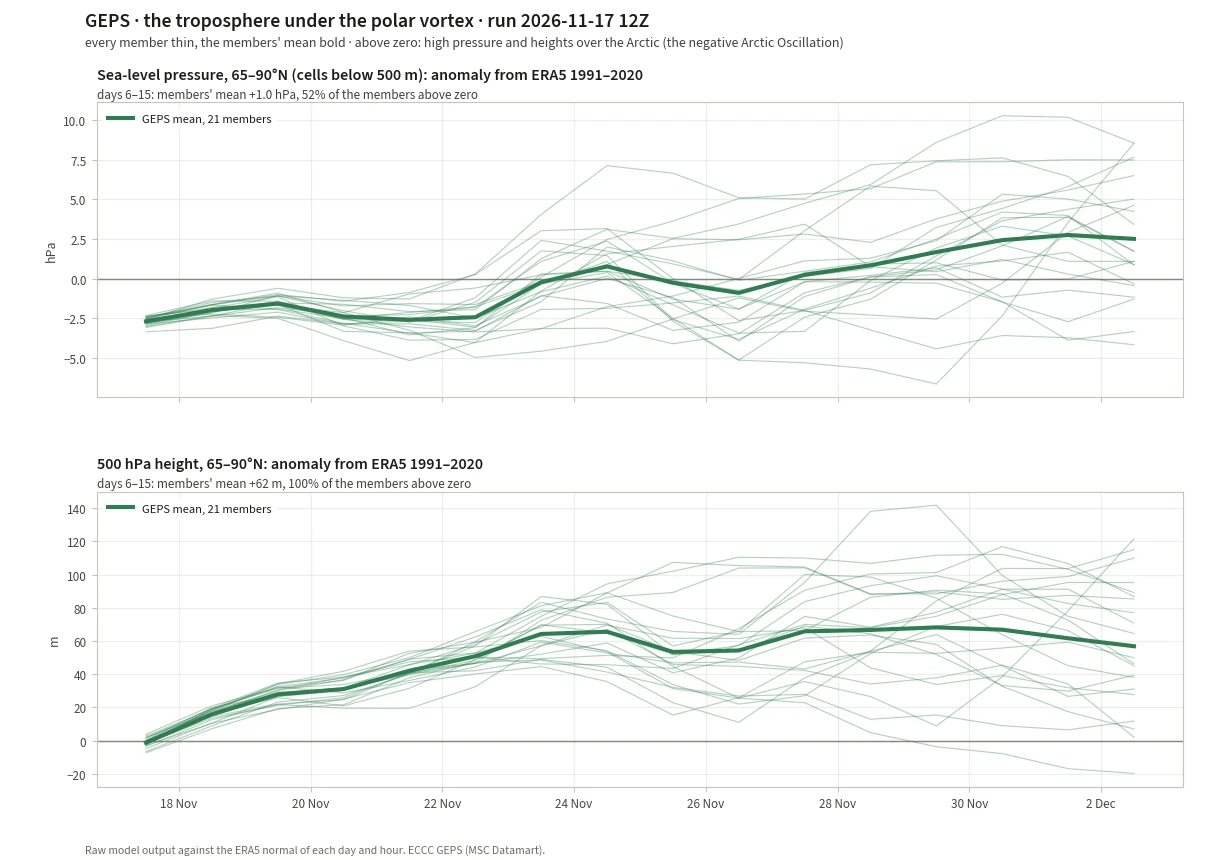 GEPS · the troposphere under the polar vortex · run 2026-11-17 12Z
every member thin, the members' mean bold · above zero: high pressure and heights over the Arctic (the negative Arctic Oscillation)
Sea-level pressure, 65–90°N (cells below 500 m): anomaly from ERA5 1991–2020
days 6–15: members' mean +1.0 hPa, 52% of the members above zero
GEPS mean, 21 members
10.0
7.5
5.0
2.5
0.0
−2.5
−5.0
hPa
500 hPa height, 65–90°N: anomaly from ERA5 1991–2020
days 6–15: members' mean +62 m, 100% of the members above zero
GEPS mean, 21 members
140
120
100
80
60
40
20
0
−20
m
18 Nov 20 Nov 22 Nov 24 Nov 26 Nov 28 Nov 30 Nov 2 Dec
Raw model output against the ERA5 normal of each day and hour. ECCC GEPS (MSC Datamart).